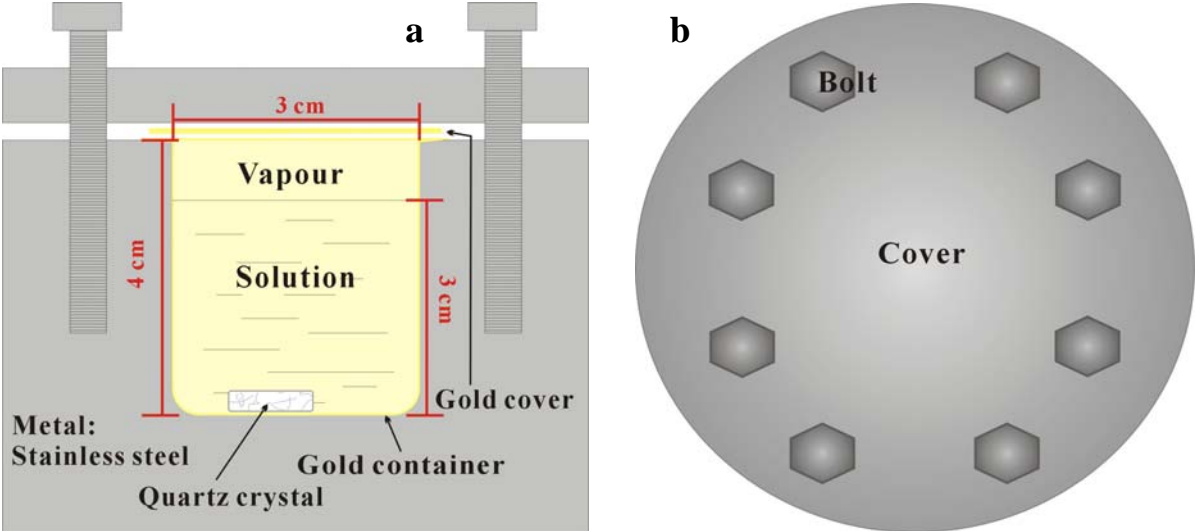 a
3 cm
Vapour
4 cm
Solution
3 cm
Gold cover
Metal:
Stainless steel
Gold container
Quartz crystal
b
Bolt
Cover